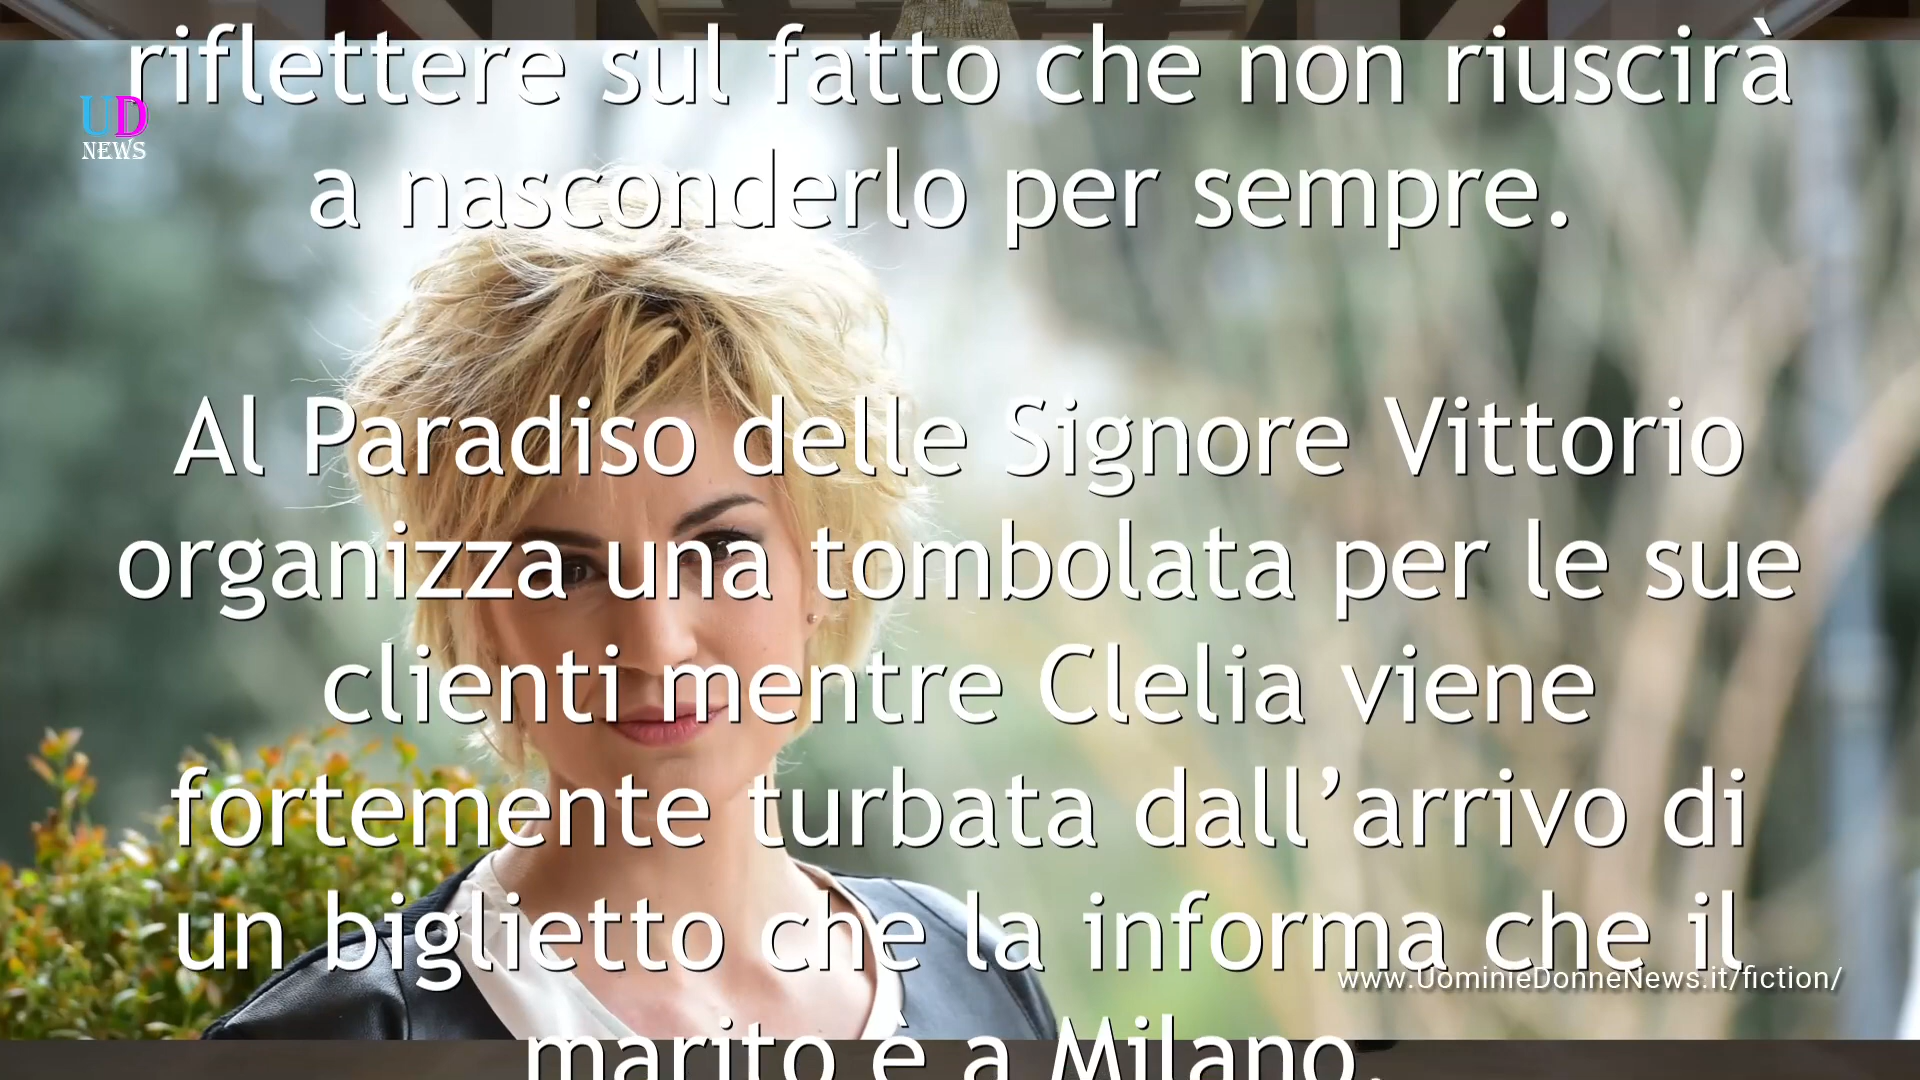 riflettere sul fatto che non riuscirà
UD
NEWS
a nasconderlo per sempre.
Al Paradiso delle Signore Vittorio
organizza una tombolata per le sue
clienti mentre Clelia viene
fortemente turbata dall’arrivo di
un biglietto che la informa che il
www.UominieDonneNews.it/fiction/
marito è a Milano.